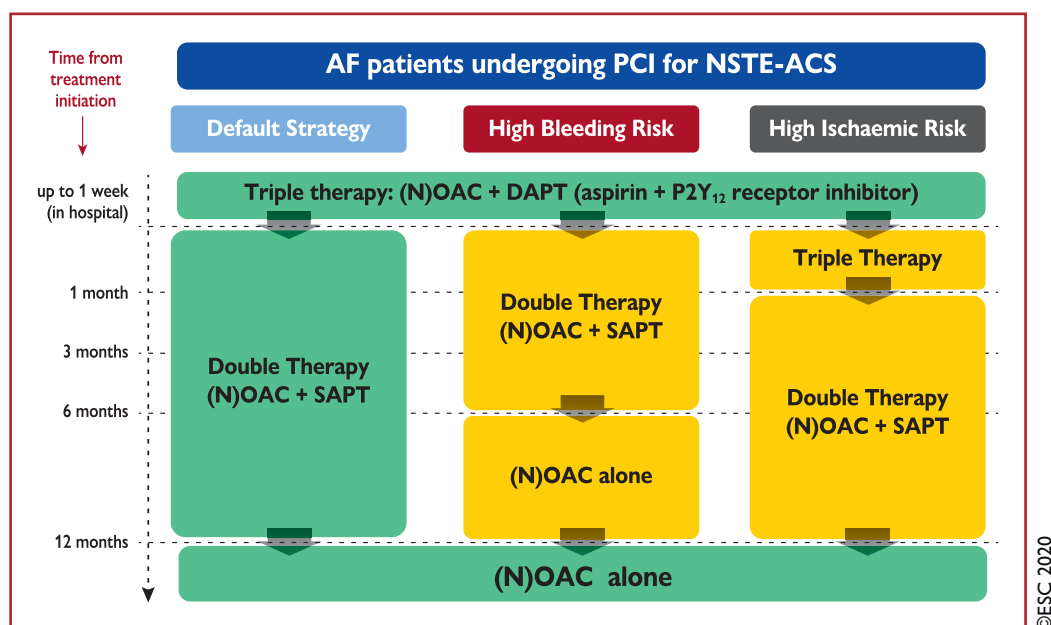 Time from
treatment
initiation
AF patients undergoing PCI for NSTE-ACS
Default Strategy
High Bleeding Risk
High Ischaemic Risk
up to 1 week
(in hospital)
Triple therapy: (N)OAC + DAPT (aspirin + P2Y₁₂ receptor inhibitor)
Triple Therapy
1 month
Double Therapy
(N)OAC + SAPT
3 months
Double Therapy
(N)OAC + SAPT
Double Therapy
(N)OAC + SAPT
6 months
(N)OAC alone
12 months
(N)OAC alone
©ESC 2020